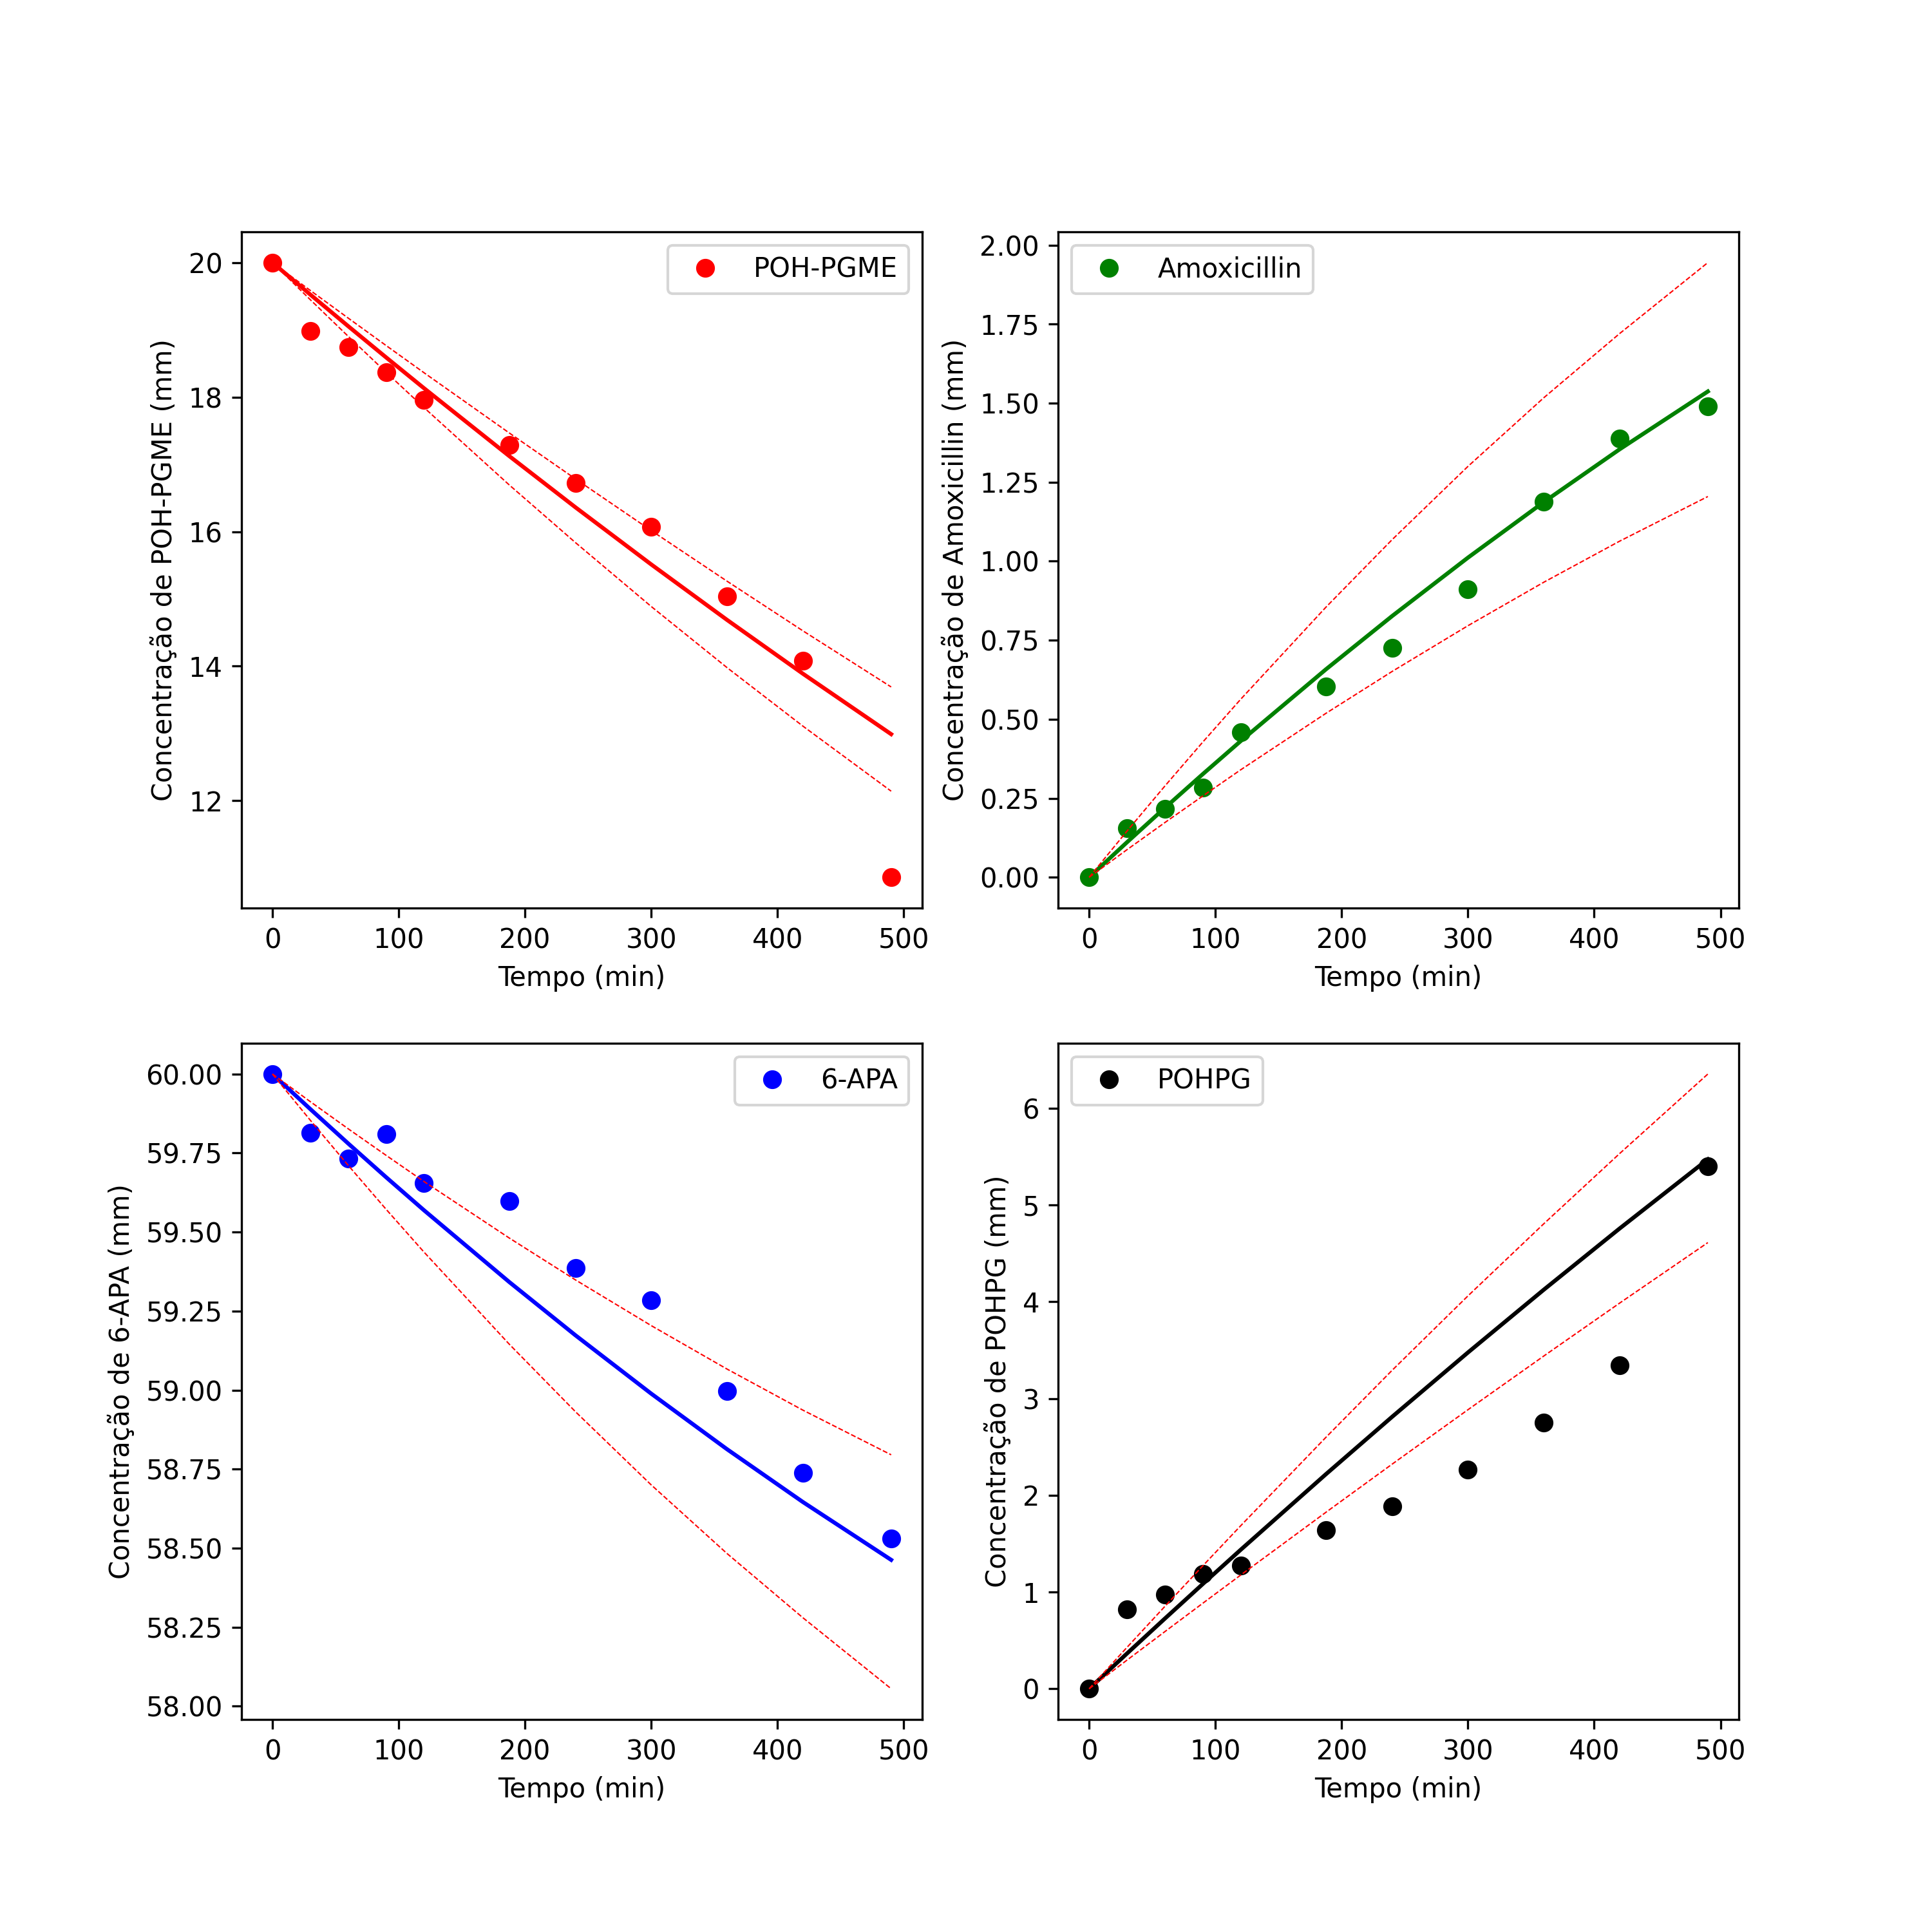 POH-PGME
Concentração de POH-PGME (mm)
20
18
16
14
12
0 100 200 300 400 500
Tempo (min)
Amoxicillin
Concentração de Amoxicillin (mm)
2.00
1.75
1.50
1.25
1.00
0.75
0.50
0.25
0.00
0 100 200 300 400 500
Tempo (min)
6-APA
Concentração de 6-APA (mm)
60.00
59.75
59.50
59.25
59.00
58.75
58.50
58.25
58.00
0 100 200 300 400 500
Tempo (min)
POHPG
Concentração de POHPG (mm)
6
5
4
3
2
1
0
0 100 200 300 400 500
Tempo (min)